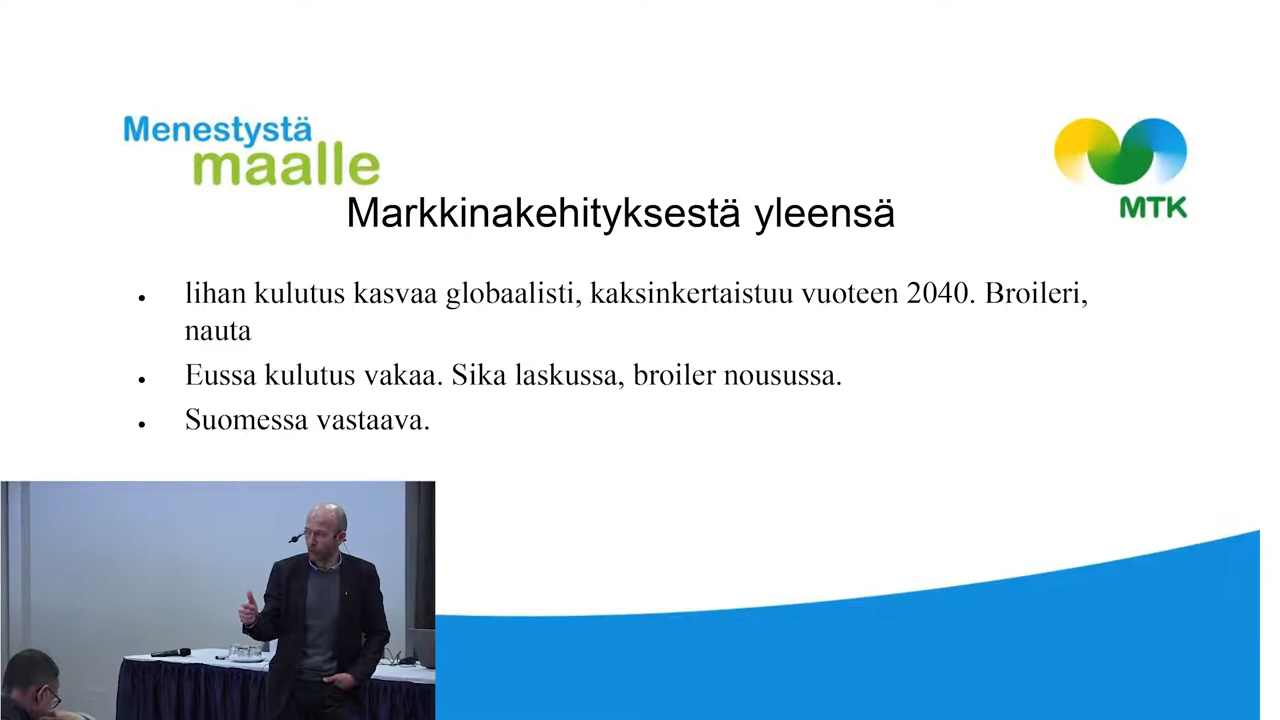 Menestystä
maalle
MTK
Markkinakehityksestä yleensä
lihan kulutus kasvaa globaalisti, kaksinkertaistuu vuoteen 2040. Broileri,
nauta
Eussa kulutus vakaa. Sika laskussa, broiler nousussa.
Suomessa vastaava.